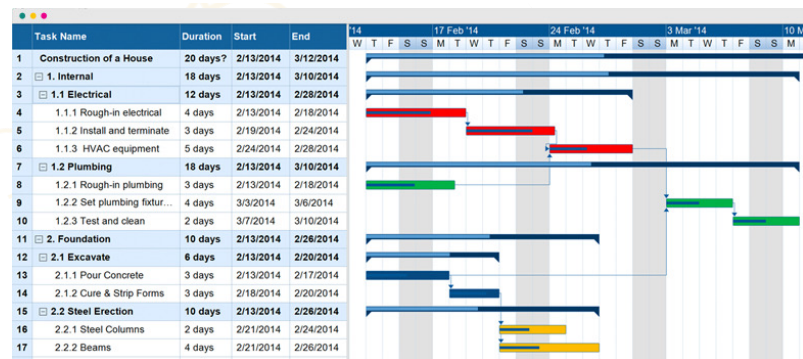 '14 17 Feb '14 24 Feb '14 3 Mar '14 10 M
Task Name Duration Start End W T F S S M T W T F S S M T W T F S S M T W T F S S M
1 Construction of a House 20 days? 2/13/2014 3/12/2014
2 1. Internal 18 days 2/13/2014 3/10/2014
3 1.1 Electrical 12 days 2/13/2014 2/28/2014
4 1.1.1 Rough-in electrical 4 days 2/13/2014 2/18/2014
5 1.1.2 Install and terminate 3 days 2/19/2014 2/24/2014
6 1.1.3 HVAC equipment 5 days 2/24/2014 2/28/2014
7 1.2 Plumbing 18 days 2/13/2014 3/10/2014
8 1.2.1 Rough-in plumbing 3 days 2/13/2014 2/18/2014
9 1.2.2 Set plumbing fixtur... 4 days 3/3/2014 3/6/2014
10 1.2.3 Test and clean 2 days 3/7/2014 3/10/2014
11 2. Foundation 10 days 2/13/2014 2/26/2014
12 2.1 Excavate 6 days 2/13/2014 2/20/2014
13 2.1.1 Pour Concrete 3 days 2/13/2014 2/17/2014
14 2.1.2 Cure & Strip Forms 3 days 2/18/2014 2/20/2014
15 2.2 Steel Erection 10 days 2/13/2014 2/26/2014
16 2.2.1 Steel Columns 2 days 2/21/2014 2/24/2014
17 2.2.2 Beams 4 days 2/21/2014 2/26/2014